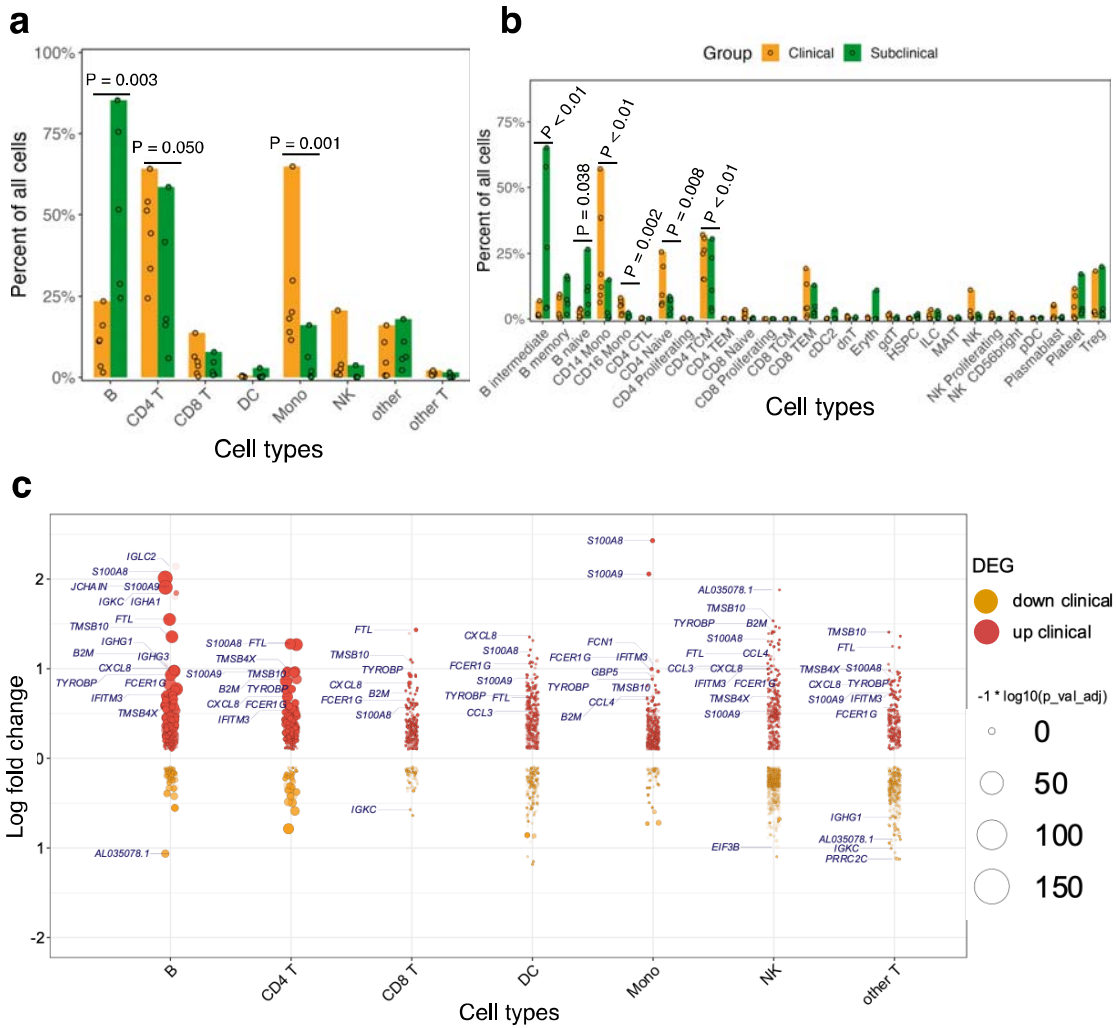 a
100%
75%
50%
25%
0%
Percent of all cells
P = 0.003
P = 0.050
P = 0.001
B
CD4 T
CD8 T
DC
Mono
NK
other
other T
Cell types
b
Group Clinical Subclinical
75%
50%
25%
0%
Percent of all cells
P < 0.01
P = 0.038
P < 0.01
P = 0.002
P = 0.008
P < 0.01
B intermediate
B memory
B naive
CD14 Mono
CD16 Mono
CD4 CTL
CD4 Naive
CD4 Proliferating
CD4 TCM
CD4 TEM
CD8 Naive
CD8 Proliferating
CD8 TCM
CD8 TEM
cDC2
dnT
Eryth
gdT
HSPC
ILC
MAIT
NK
NK Proliferating
NK CD56bright
pDC
Plasmablast
Platelet
Treg
Cell types
c
2
1
0
1
-2
Log fold change
IGLC2
S100A8
JCHAIN S100A9
IGKC IGHA1
FTL
TMSB10
IGHG1
B2M IGHG3
CXCL8
TYROBP FCER1G
IFITM3
TMSB4X
AL035078.1
S100A8 FTL
TMSB4X
S100A9 TMSB10
B2M TYROBP
CXCL8 FCER1G
IFITM3
FTL
TMSB10
TYROBP
CXCL8
B2M
FCER1G
S100A8
IGKC
CXCL8
S100A8
FCER1G
S100A9
TYROBP FTL
CCL3
S100A8
S100A9
FCN1
FCER1G IFITM3
GBP5
TYROBP TMSB10
CCL4
B2M
AL035078.1
TMSB10
TYROBP B2M
S100A8
FTL CCL4
CCL3 CXCL8
IFITM3 FCER1G
TMSB4X
S100A9
EIF3B
TMSB10
FTL
TMSB4X S100A8
CXCL8 TYROBP
S100A9 IFITM3
FCER1G
IGHG1
AL035078.1
IGKC
PRRC2C
B
CD4 T
CD8 T
DC
Mono
NK
other T
Cell types
DEG
down clinical
up clinical
-1 * log10(p_val_adj)
0
50
100
150